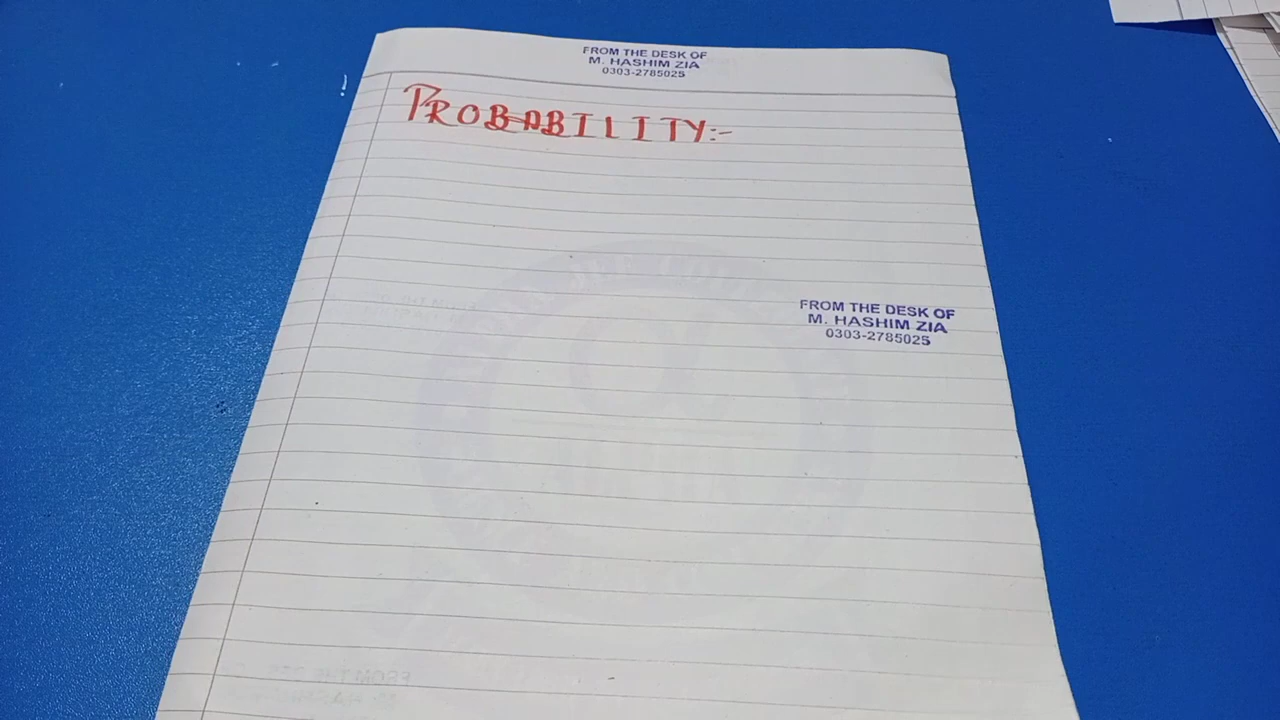 FROM THE DESK OF
M. HASHIM ZIA
0303-2785025
PROBABILITY:-
FROM THE DESK OF
M. HASHIM ZIA
0303-2785025